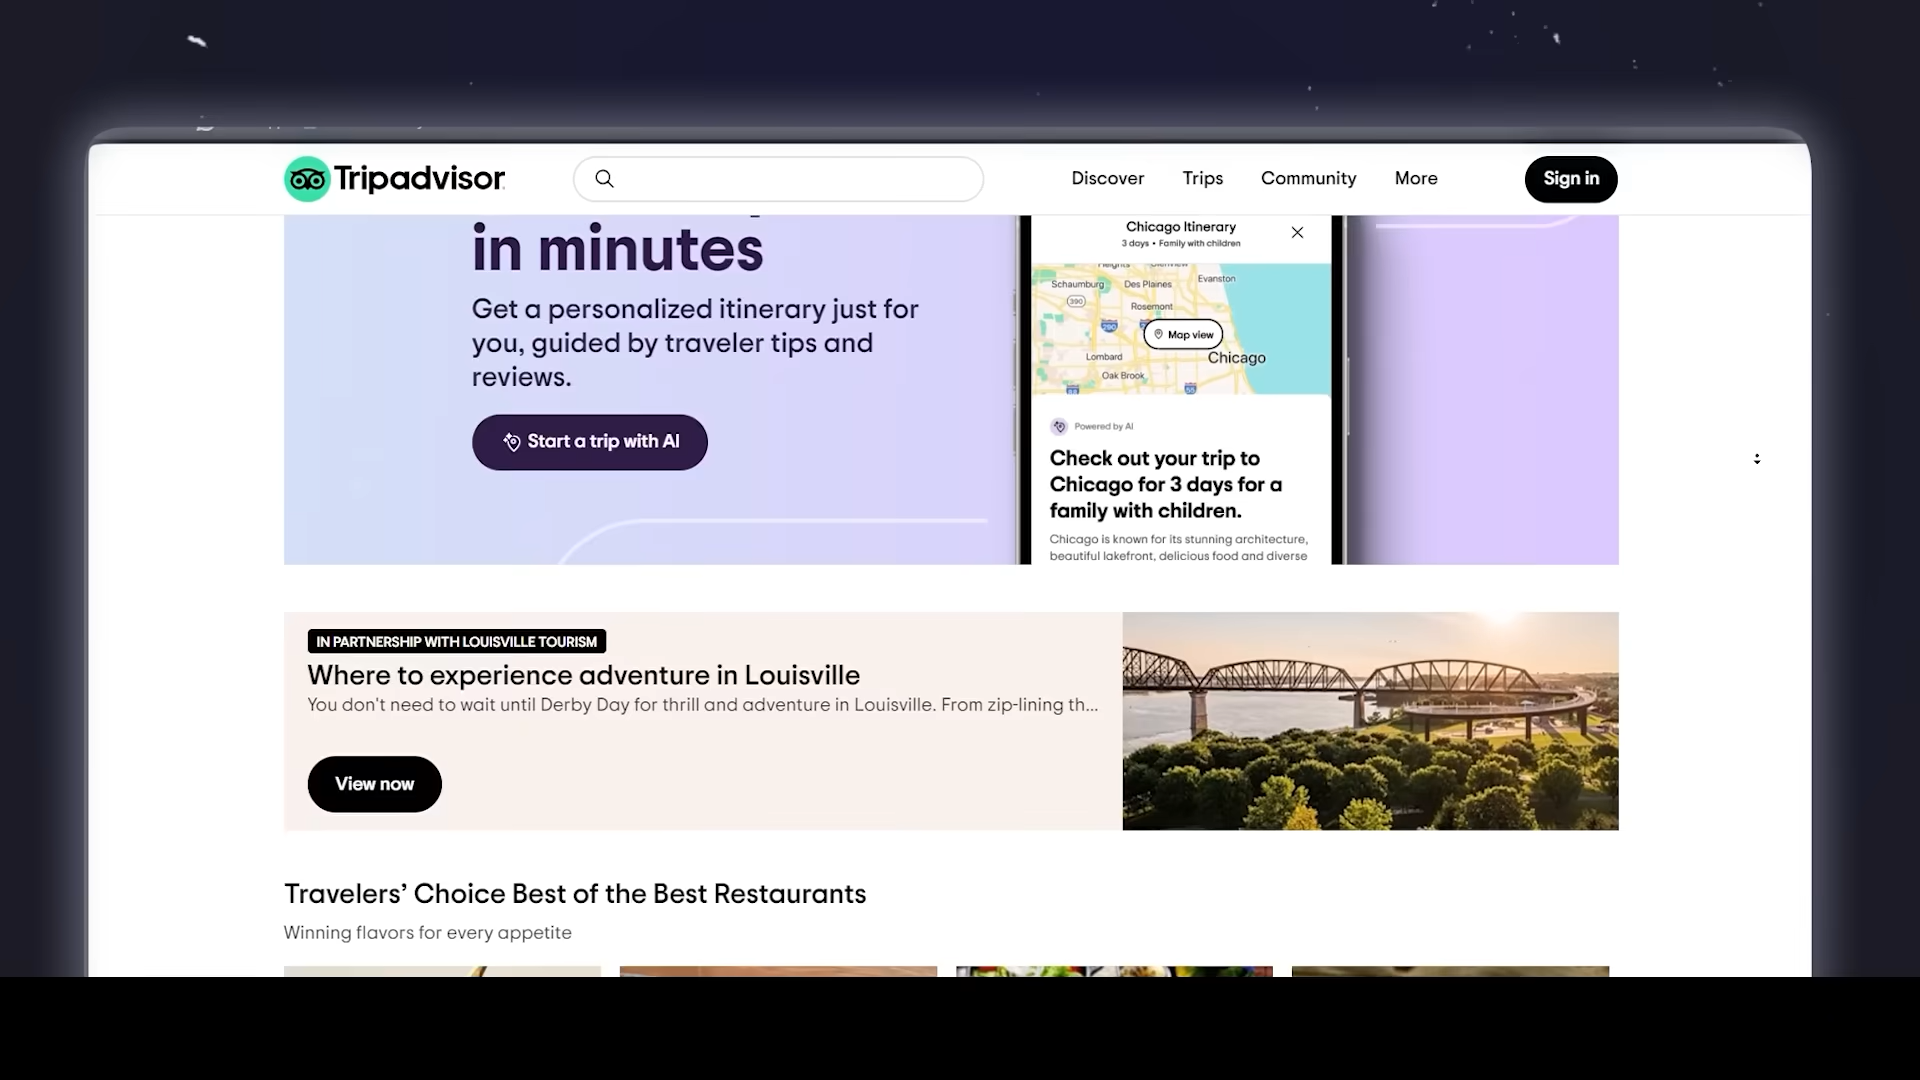 Tripadvisor
Discover
Trips
Community
More
Sign in
in minutes
Get a personalized itinerary just for
you, guided by traveler tips and
reviews.
Start a trip with AI
Chicago Itinerary
3 days • Family with children
Schaumburg
Des Plaines
Evanston
390
Rosemont
290
Map view
Lombard
Chicago
Oak Brook
55
Powered by AI
Check out your trip to
Chicago for 3 days for a
family with children.
Chicago is known for its stunning architecture,
beautiful lakefront, delicious food and diverse
IN PARTNERSHIP WITH LOUISVILLE TOURISM
Where to experience adventure in Louisville
You don't need to wait until Derby Day for thrill and adventure in Louisville. From zip-lining th...
View now
Travelers’ Choice Best of the Best Restaurants
Winning flavors for every appetite